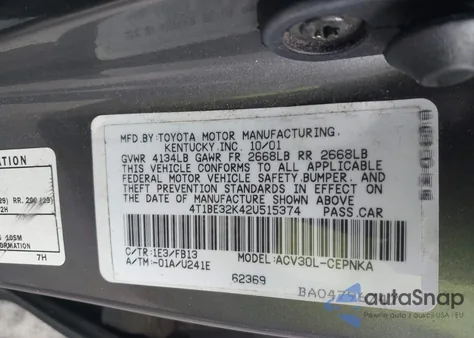 MFD.BY:TOYOTA MOTOR MANUFACTURING,
KENTUCKY,INC. 10/01
GVWR 4134LB GAWR FR 2668LB RR 2668LB
THIS VEHICLE CONFORMS TO ALL APPLICABLE
FEDERAL MOTOR VEHICLE SAFETY,BUMPER, AND
THEFT PREVENTION STANDARDS IN EFFECT ON
THE DATE OF MANUFACTURE SHOWN ABOVE.
4T1BE32K42U515374 PASS.CAR
C/TR:1E3/FB13 MODEL:ACV30L-CEPNKA
A/TM:-01A/U241E
62369
7H
autoSnap